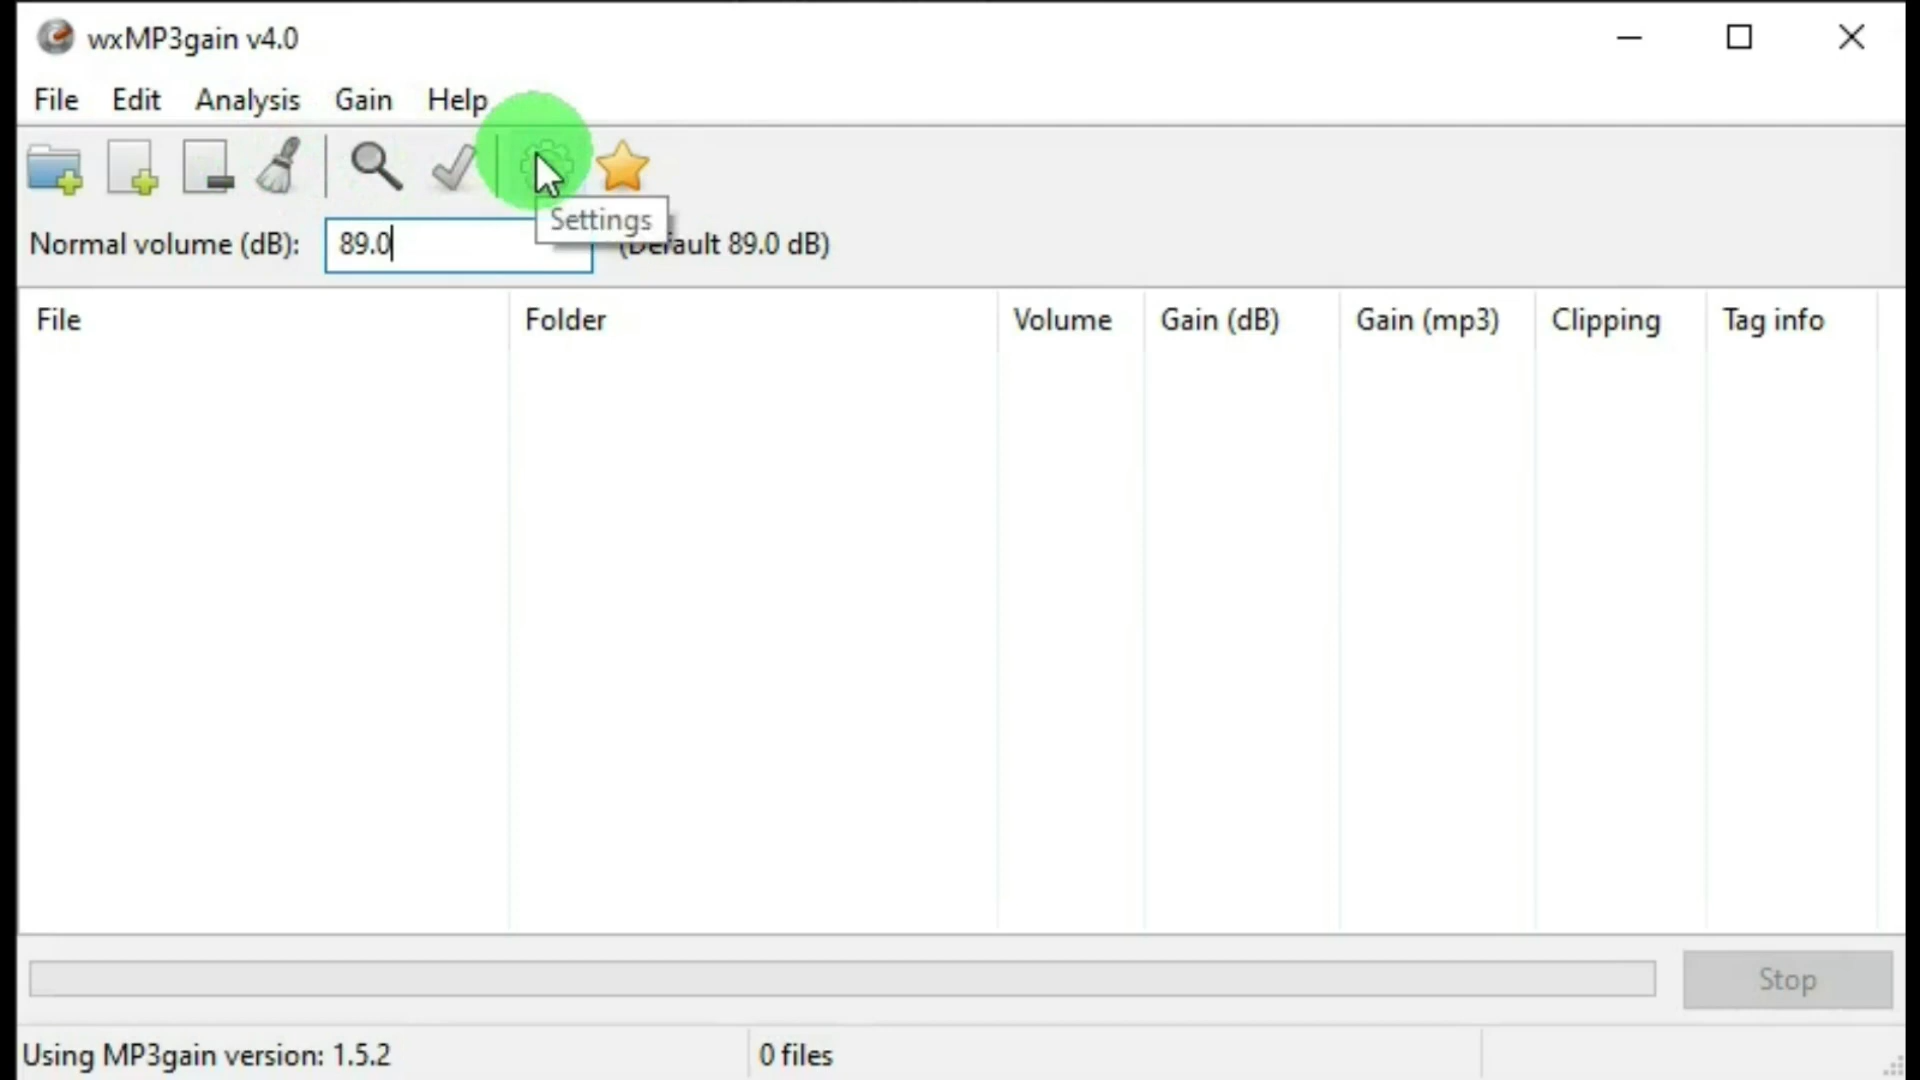 wxMP3gain v4.0
File Edit Analysis Gain Help
Settings
Normal volume (dB): 89.0 (Default 89.0 dB)
File Folder Volume Gain (dB) Gain (mp3) Clipping Tag info
Stop
Using MP3gain version: 1.5.2 0 files